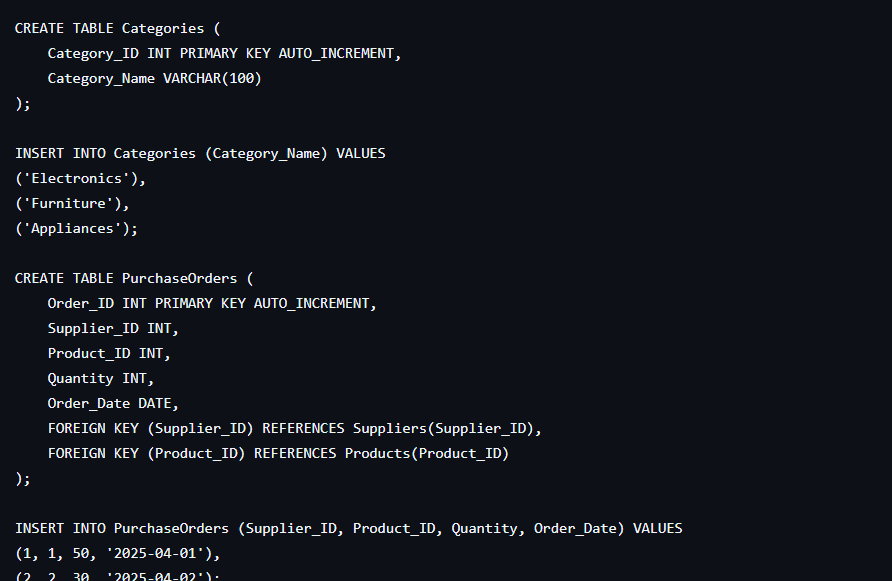 CREATE TABLE Categories (
    Category_ID INT PRIMARY KEY AUTO_INCREMENT,
    Category_Name VARCHAR(100)
);

INSERT INTO Categories (Category_Name) VALUES
('Electronics'),
('Furniture'),
('Appliances');

CREATE TABLE PurchaseOrders (
    Order_ID INT PRIMARY KEY AUTO_INCREMENT,
    Supplier_ID INT,
    Product_ID INT,
    Quantity INT,
    Order_Date DATE,
    FOREIGN KEY (Supplier_ID) REFERENCES Suppliers(Supplier_ID),
    FOREIGN KEY (Product_ID) REFERENCES Products(Product_ID)
);

INSERT INTO PurchaseOrders (Supplier_ID, Product_ID, Quantity, Order_Date) VALUES
(1, 1, 50, '2025-04-01'),
(2, 2, 30, '2025-04-02');